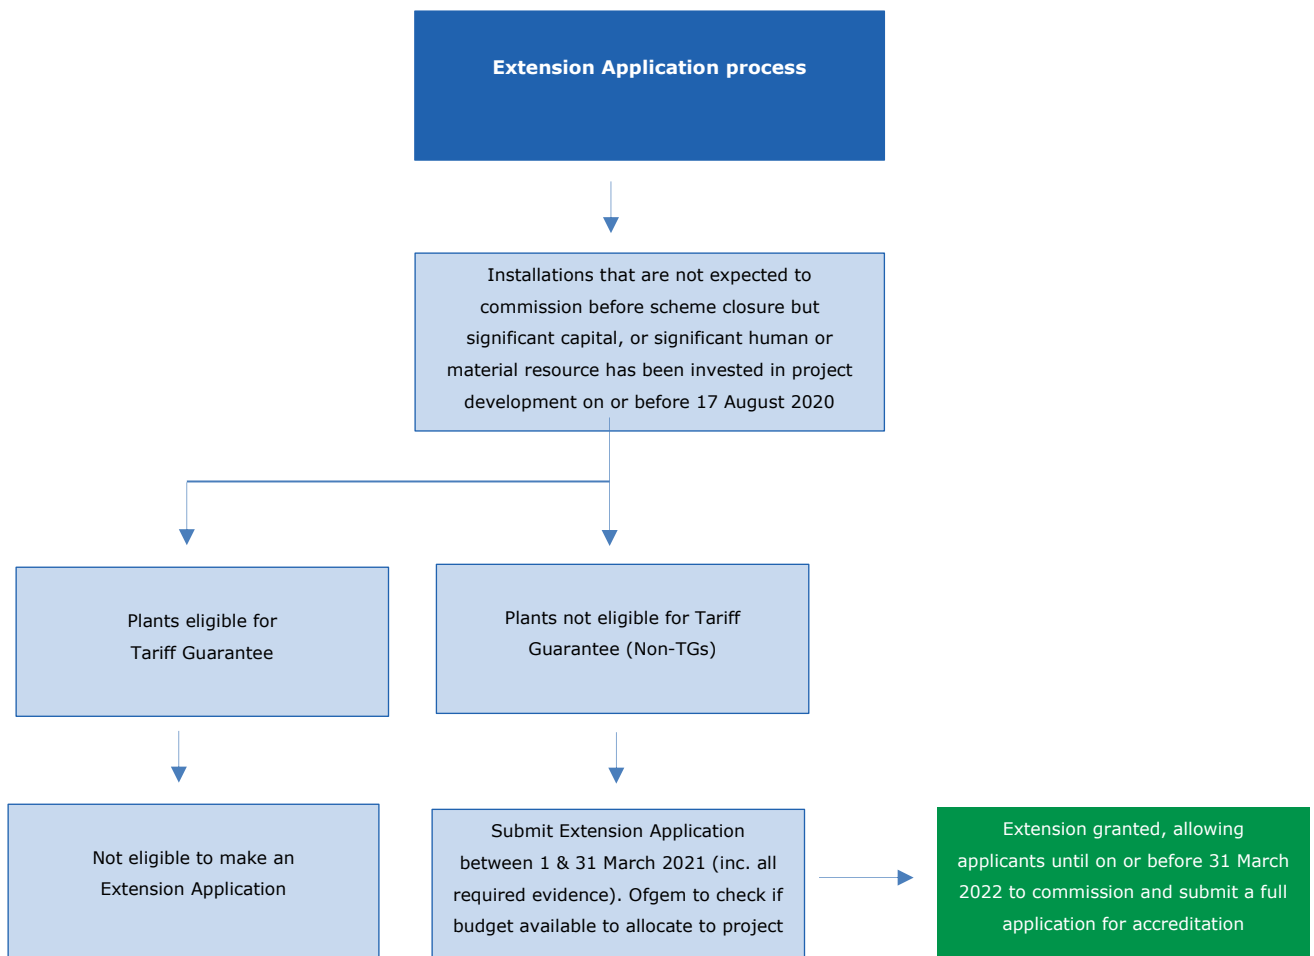 Extension Application process
Installations that are not expected to
commission before scheme closure but
significant capital, or significant human or
material resource has been invested in project
development on or before 17 August 2020
Plants eligible for
Tariff Guarantee
Plants not eligible for Tariff
Guarantee (Non-TGs)
Not eligible to make an
Extension Application
Submit Extension Application
between 1 & 31 March 2021 (inc. all
required evidence). Ofgem to check if
budget available to allocate to project
Extension granted, allowing
applicants until on or before 31 March
2022 to commission and submit a full
application for accreditation